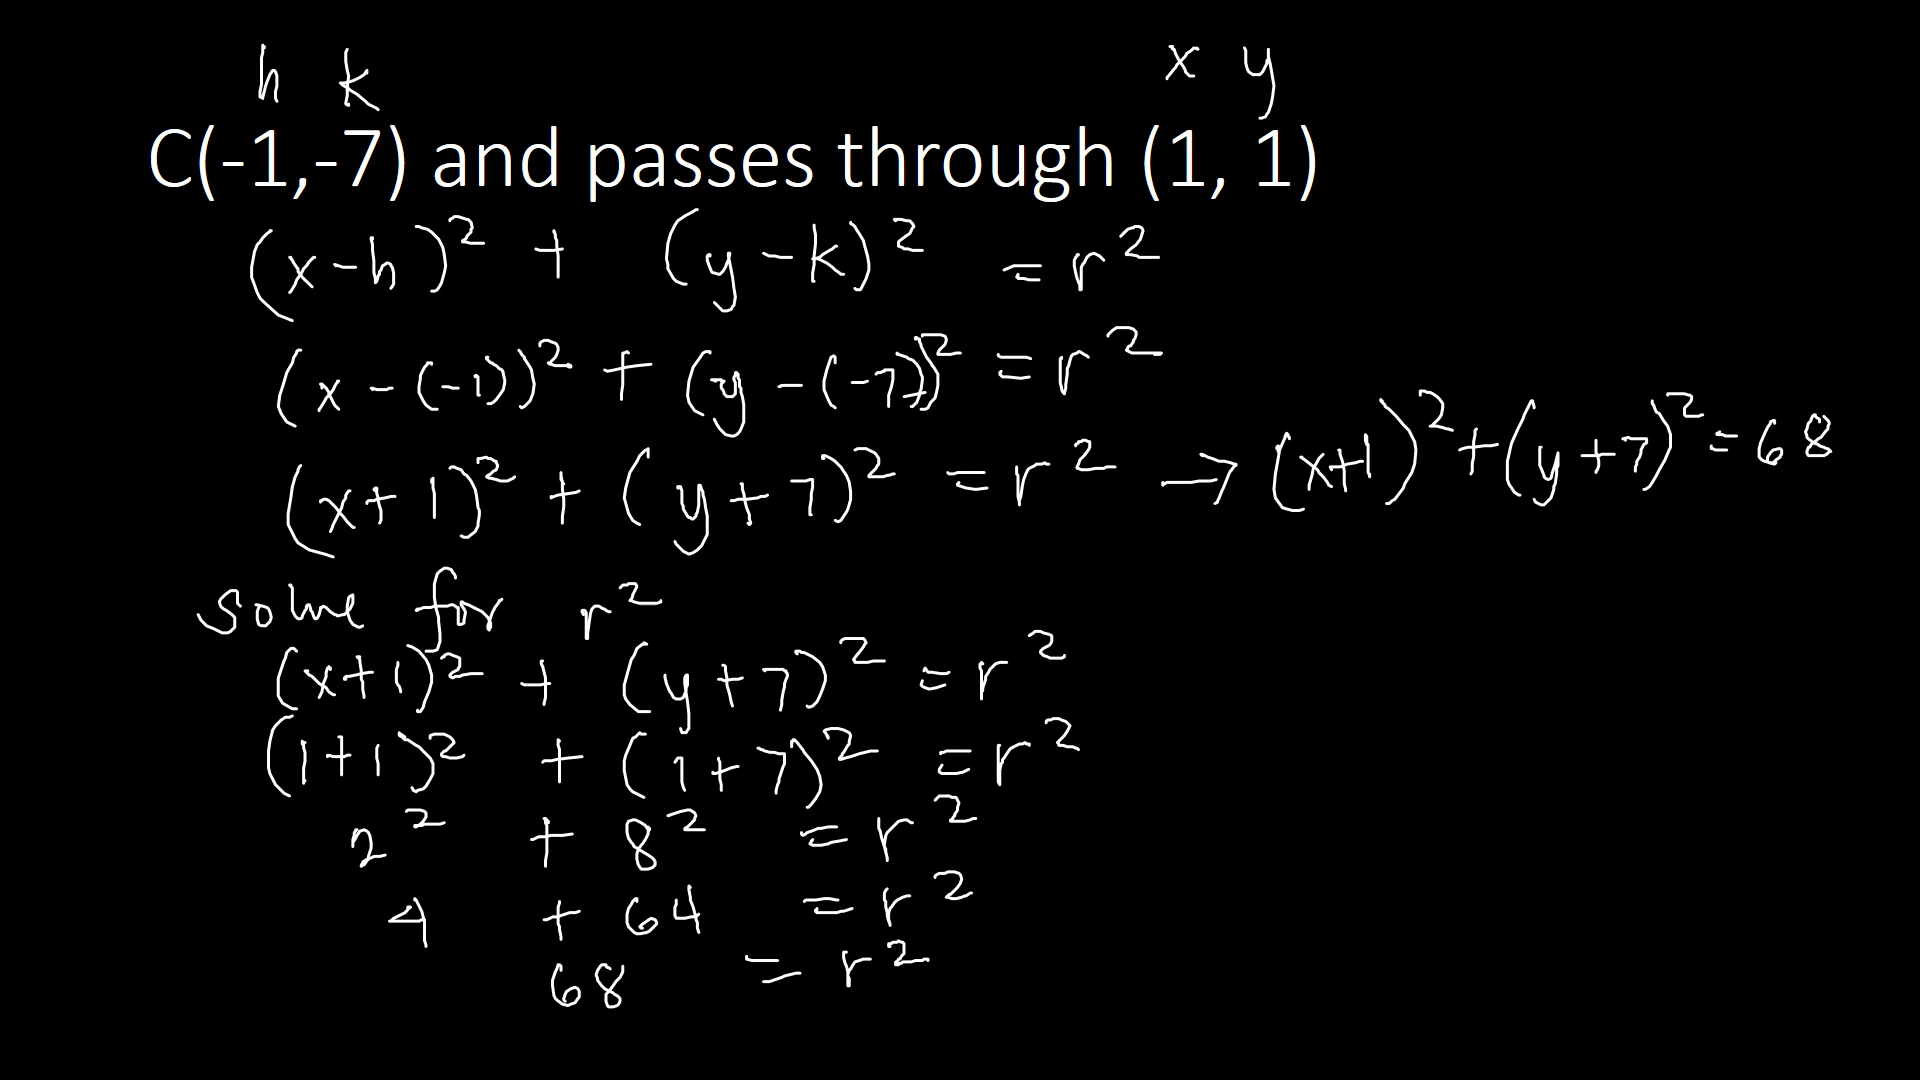 h k x y
C(-1,-7) and passes through (1, 1)
(x-h)² + (y-k)² = r²
(x-(-1))² + (y-(-7))² = r²
(x+1)² + (y+7)² = r² → (x+1)² + (y+7)² = 68
solve for r²
(x+1)² + (y+7)² = r²
(1+1)² + (1+7)² = r²
2² + 8² = r²
4 + 64 = r²
68 = r²